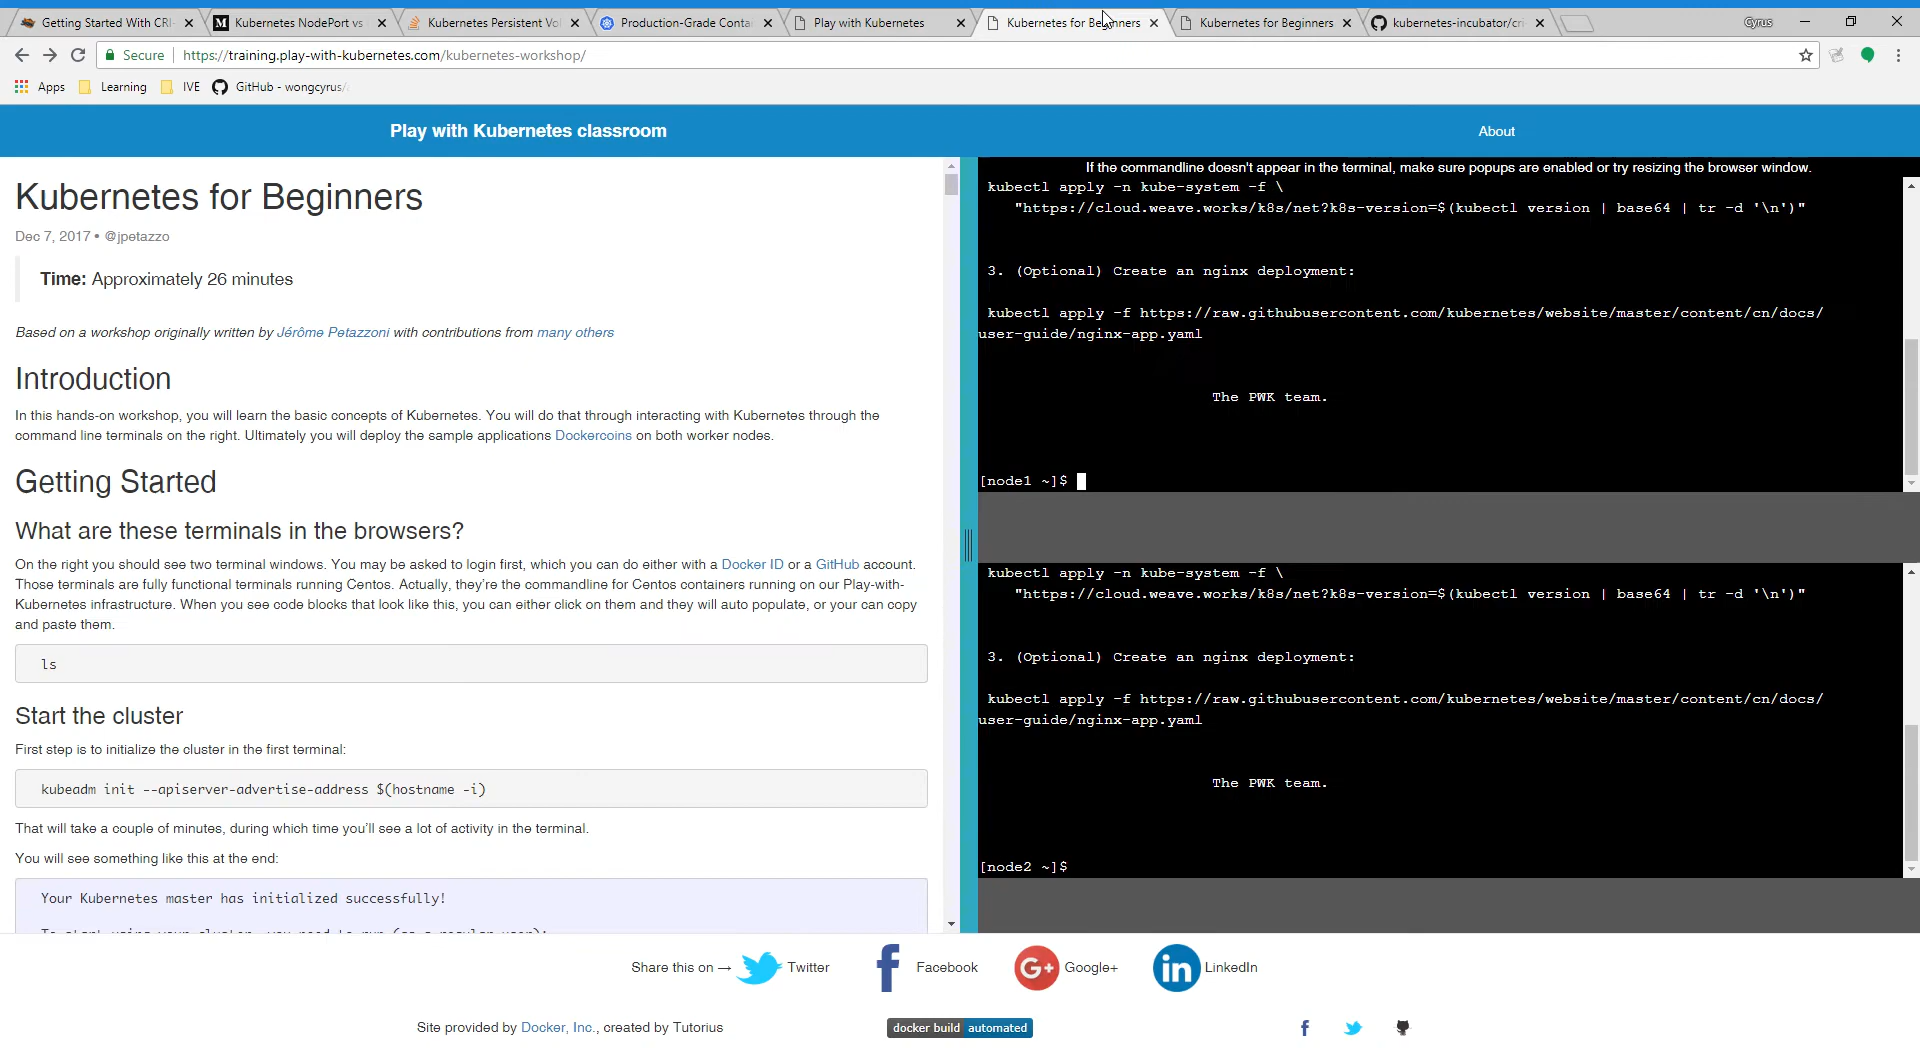 Getting Started With CRI-
Kubernetes NodePort vs
Kubernetes Persistent Vol
Production-Grade Contai
Play with Kubernetes
Kubernetes for Beginners
Kubernetes for Beginners
kubernetes-incubator/cri
Cyrus
Secure
https://training.play-with-kubernetes.com/kubernetes-workshop/
Apps
Learning
IVE
GitHub - wongcyrus/
Play with Kubernetes classroom
About
Kubernetes for Beginners
Dec 7, 2017 • @jpetazzo
Time: Approximately 26 minutes
Based on a workshop originally written by Jérôme Petazzoni with contributions from many others
Introduction
In this hands-on workshop, you will learn the basic concepts of Kubernetes. You will do that through interacting with Kubernetes through the
command line terminals on the right. Ultimately you will deploy the sample applications Dockercoins on both worker nodes.
Getting Started
What are these terminals in the browsers?
On the right you should see two terminal windows. You may be asked to login first, which you can do either with a Docker ID or a GitHub account.
Those terminals are fully functional terminals running Centos. Actually, they're the commandline for Centos containers running on our Play-with-
Kubernetes infrastructure. When you see code blocks that look like this, you can either click on them and they will auto populate, or your can copy
and paste them.
ls
Start the cluster
First step is to initialize the cluster in the first terminal:
kubeadm init --apiserver-advertise-address $(hostname -i)
That will take a couple of minutes, during which time you'll see a lot of activity in the terminal.
You will see something like this at the end:
Your Kubernetes master has initialized successfully!
To start using your cluster, you need to run (as a regular user):
If the commandline doesn't appear in the terminal, make sure popups are enabled or try resizing the browser window.
kubectl apply -n kube-system -f \
"https://cloud.weave.works/k8s/net?k8s-version=$(kubectl version | base64 | tr -d '\n')"
3. (Optional) Create an nginx deployment:
kubectl apply -f https://raw.githubusercontent.com/kubernetes/website/master/content/cn/docs/
user-guide/nginx-app.yaml
The PWK team.
[node1 ~]$
kubectl apply -n kube-system -f \
"https://cloud.weave.works/k8s/net?k8s-version=$(kubectl version | base64 | tr -d '\n')"
3. (Optional) Create an nginx deployment:
kubectl apply -f https://raw.githubusercontent.com/kubernetes/website/master/content/cn/docs/
user-guide/nginx-app.yaml
The PWK team.
[node2 ~]$
Share this on →
Twitter
Facebook
G+ Google+
in LinkedIn
Site provided by Docker, Inc., created by Tutorius
docker build automated